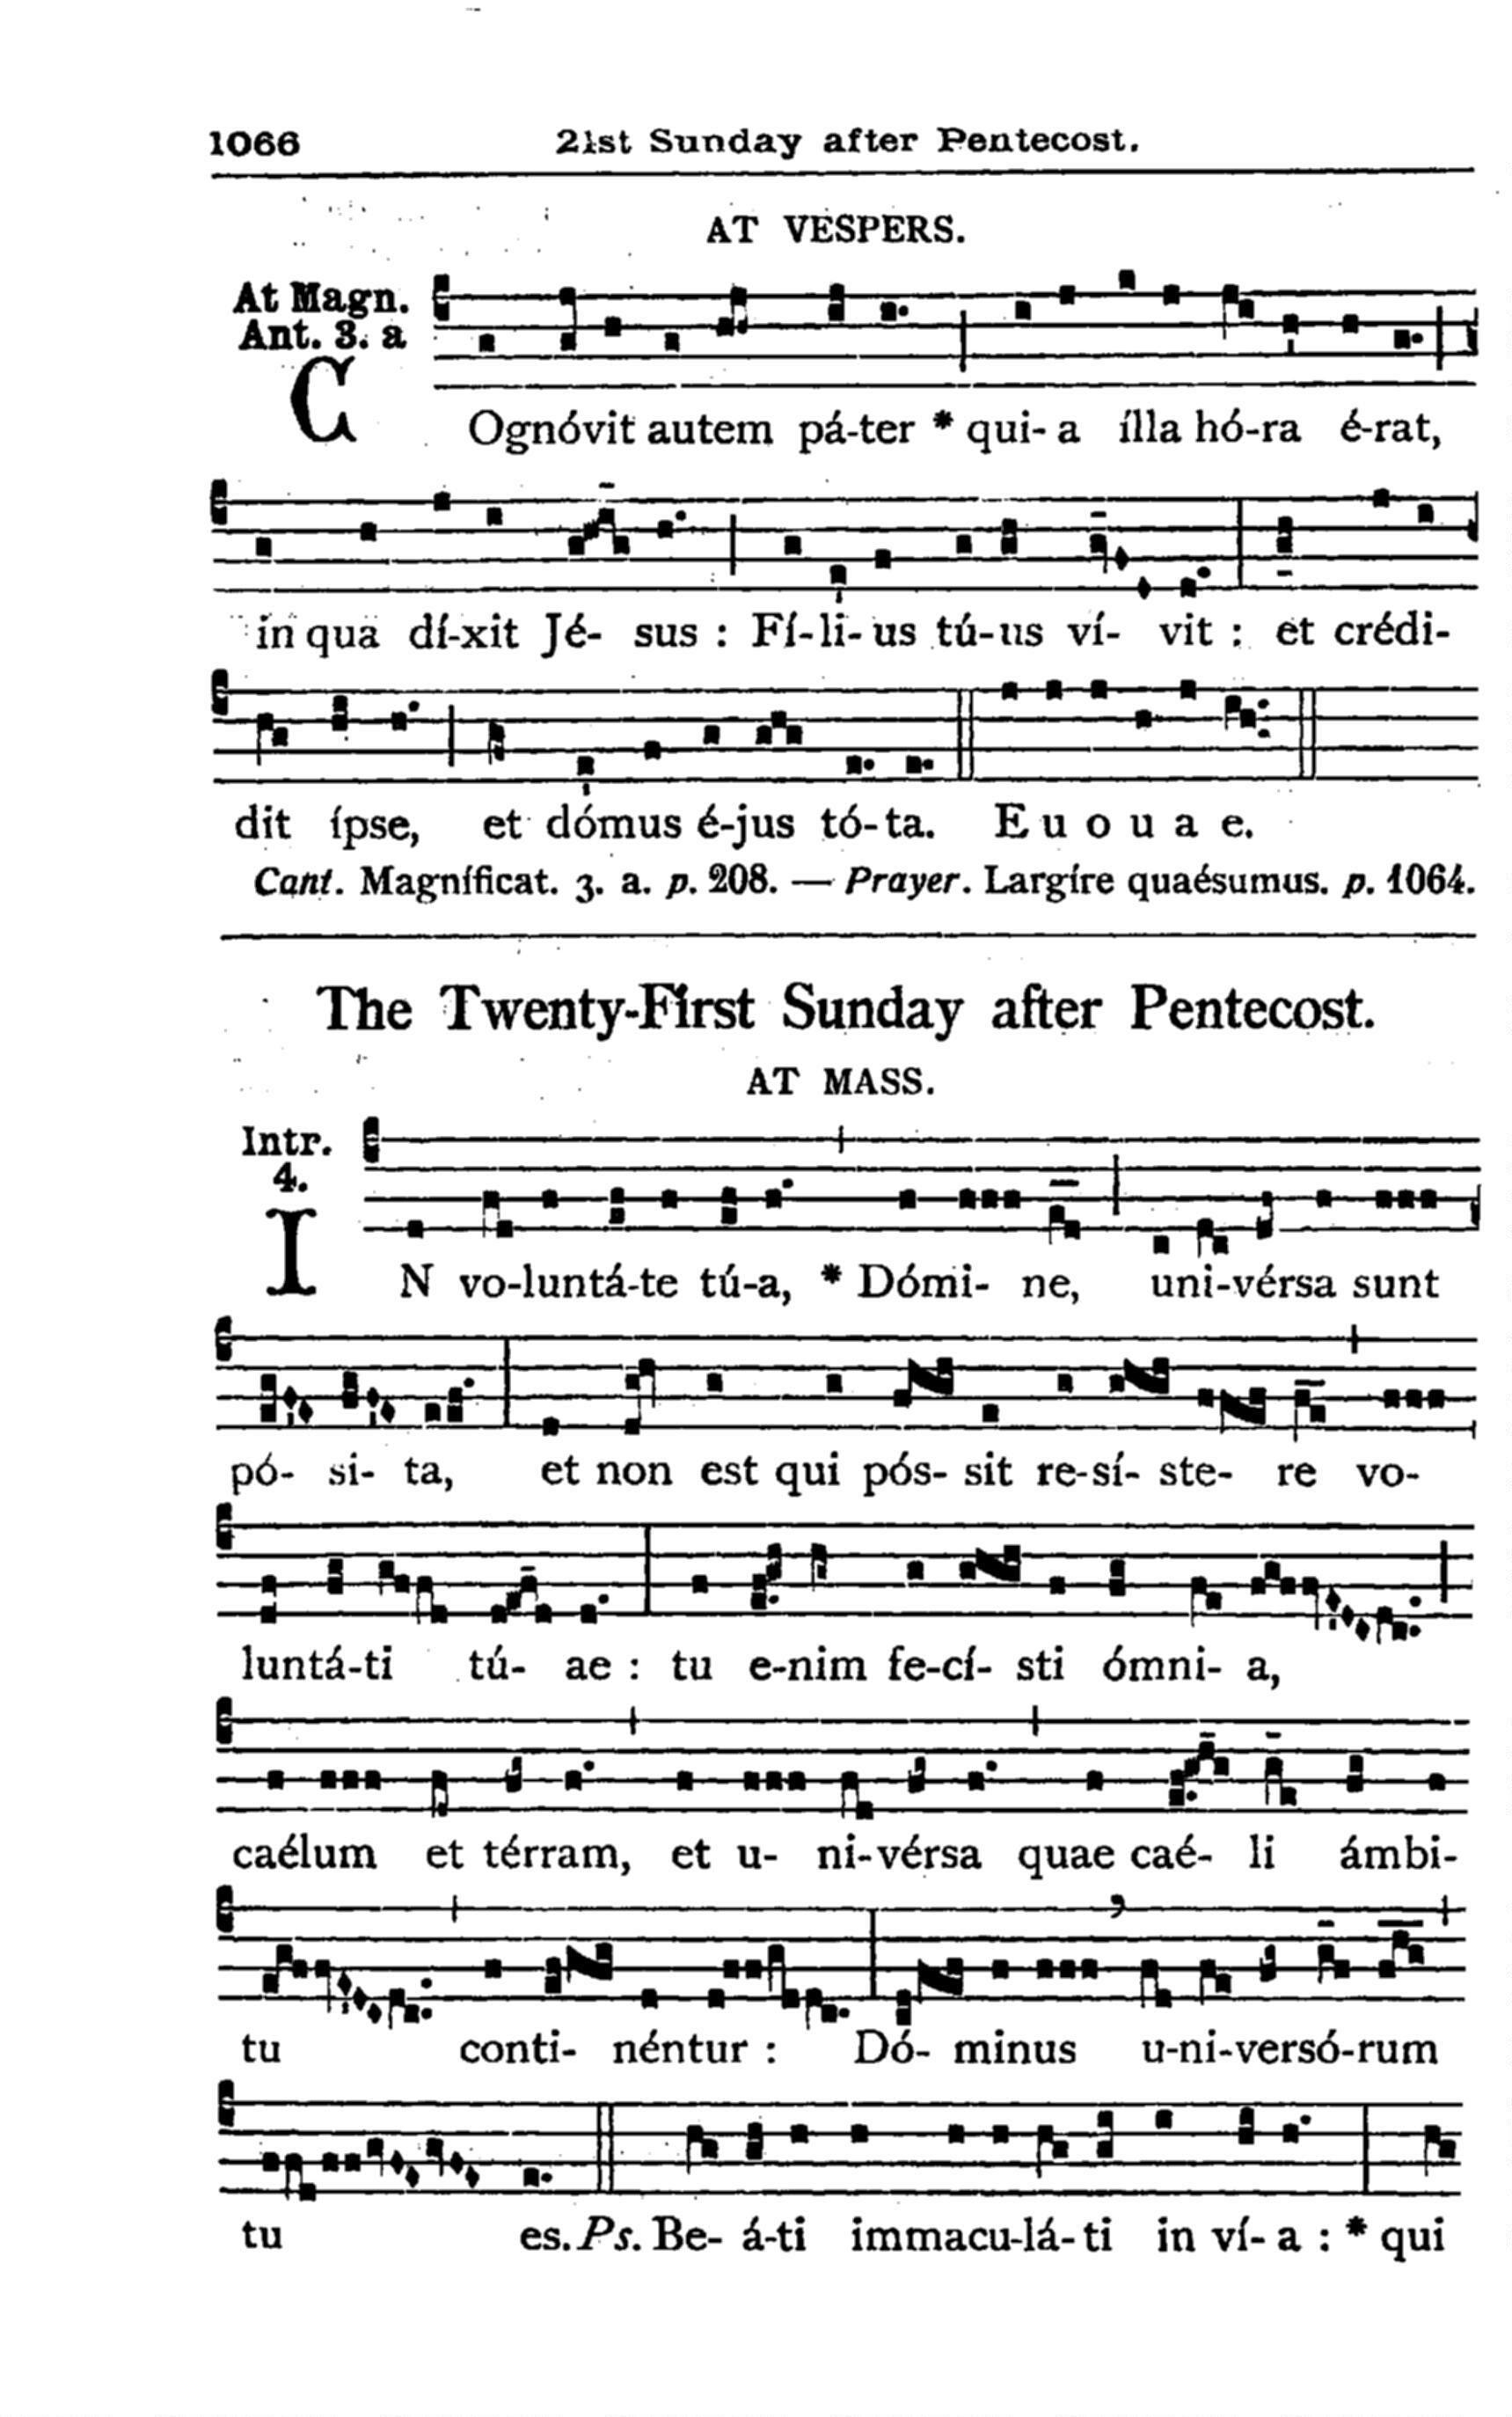 1066 21st Sunday after Pentecost.
AT VESPERS.
At Magn.
Ant. 3. a
COgnóvit autem pá-ter * qui- a ílla hó-ra é-rat,
in qua dí-xit Jé- sus : Fí-li- us tú-us ví- vit : et crédi-
dit ípse, et dómus é-jus tó-ta. E u o u a e.
Cant. Magníficat. 3. a. p. 208. — Prayer. Largíre quaésumus. p. 1064.
The Twenty-First Sunday after Pentecost.
AT MASS.
Intr.
4.
IN vo-luntá-te tú-a, * Dómi- ne, uni-vérsa sunt
pó- si- ta, et non est qui pós- sit re-sí- ste- re vo-
luntá-ti tú- ae : tu e-nim fe-cí- sti ómni- a,
caélum et térram, et u- ni-vérsa quae caé- li ámbi-
tu conti- néntur : Dó- minus u-ni-versó-rum
tu es. Ps. Be- á-ti immacu-lá-ti in ví- a : * qui